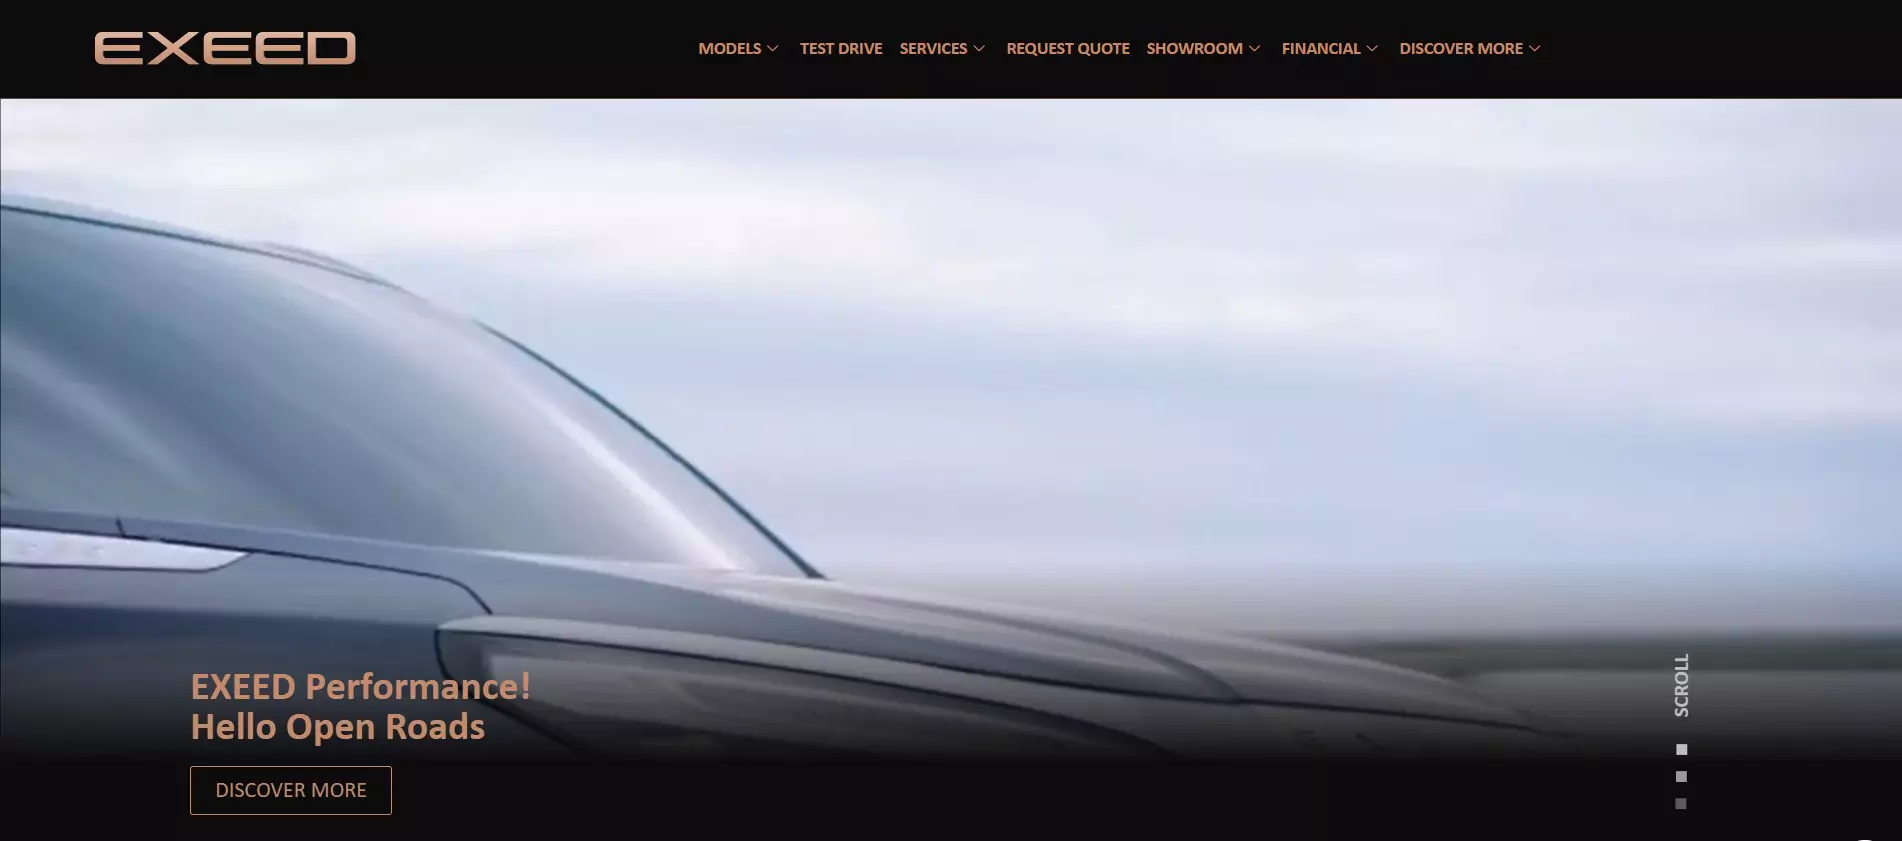 EXEED
MODELS TEST DRIVE SERVICES REQUEST QUOTE SHOWROOM FINANCIAL DISCOVER MORE
EXEED Performance!
Hello Open Roads
DISCOVER MORE
SCROLL